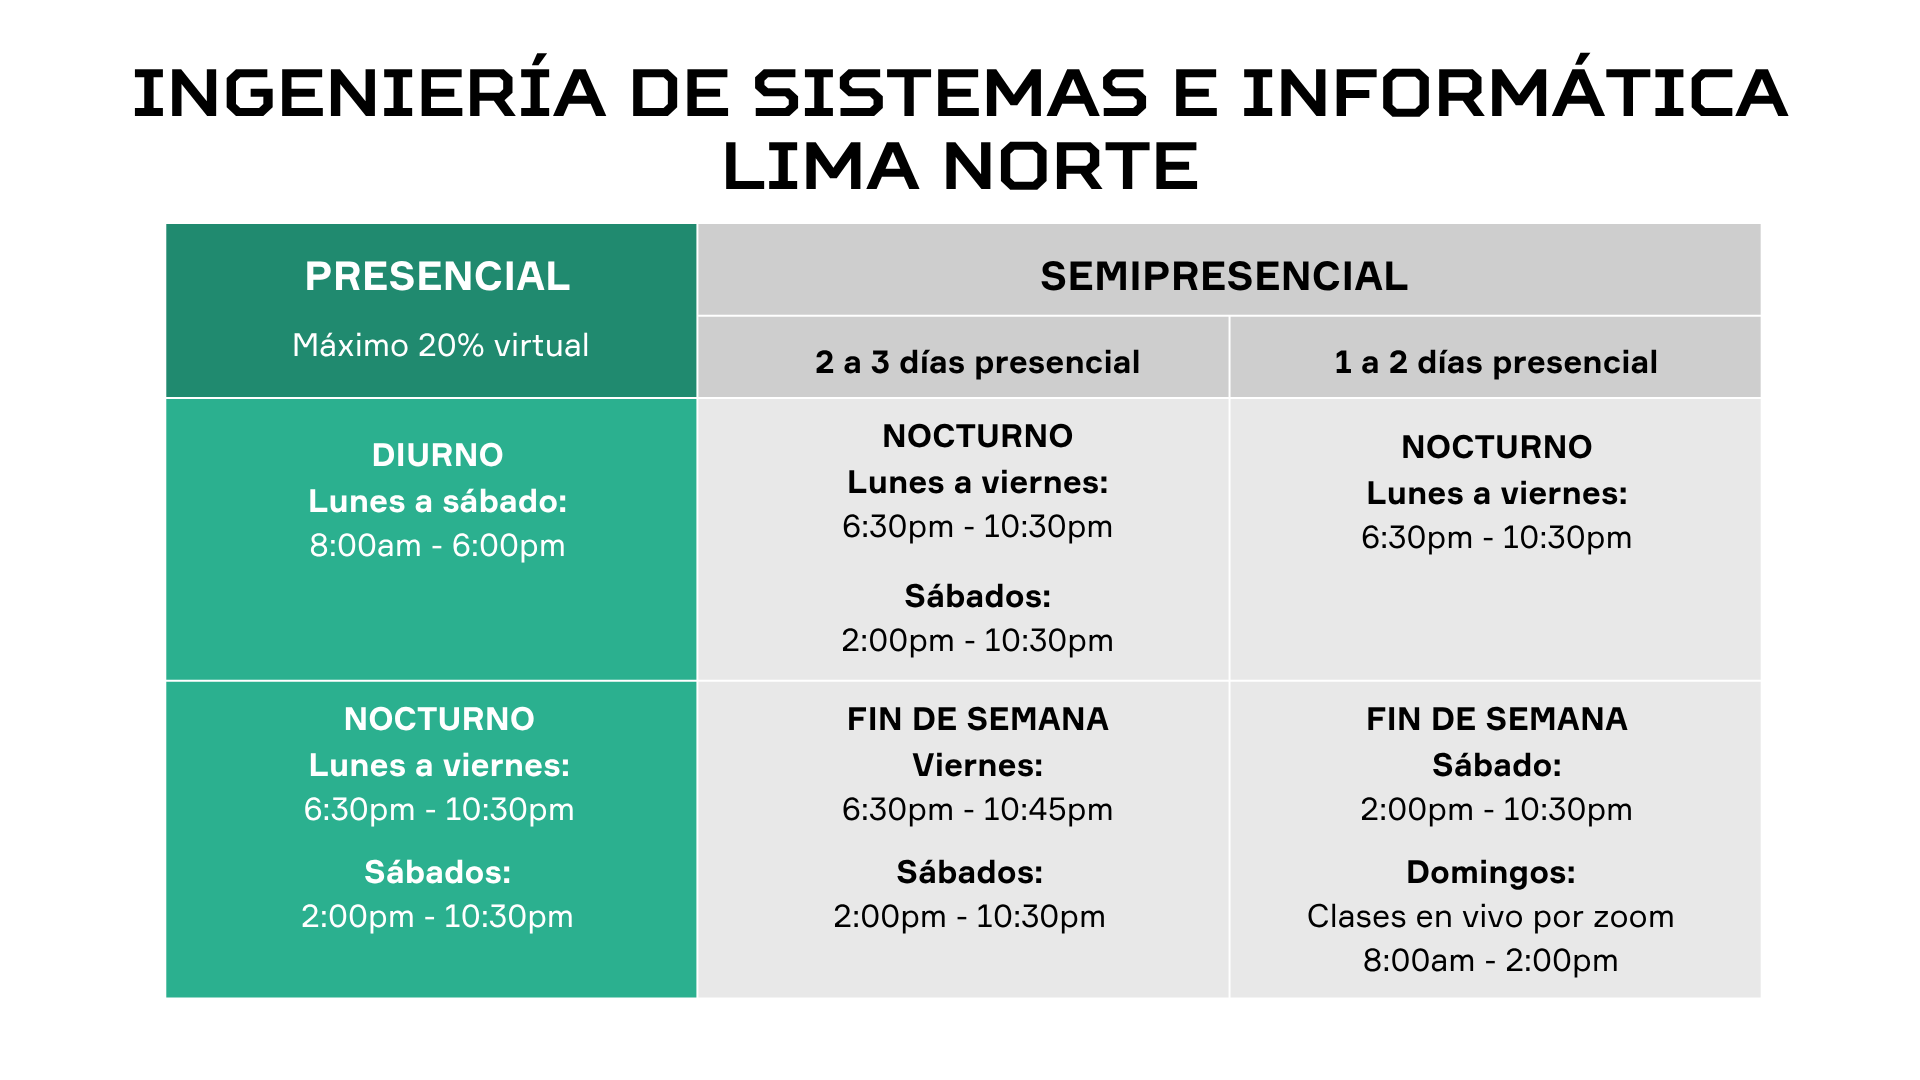 INGENIERÍA DE SISTEMAS E INFORMÁTICA
LIMA NORTE
PRESENCIAL
Máximo 20% virtual
SEMIPRESENCIAL
2 a 3 días presencial
1 a 2 días presencial
DIURNO
Lunes a sábado:
8:00am - 6:00pm
NOCTURNO
Lunes a viernes:
6:30pm - 10:30pm
Sábados:
2:00pm - 10:30pm
NOCTURNO
Lunes a viernes:
6:30pm - 10:30pm
NOCTURNO
Lunes a viernes:
6:30pm - 10:30pm
Sábados:
2:00pm - 10:30pm
FIN DE SEMANA
Viernes:
6:30pm - 10:45pm
Sábados:
2:00pm - 10:30pm
FIN DE SEMANA
Sábado:
2:00pm - 10:30pm
Domingos:
Clases en vivo por zoom
8:00am - 2:00pm